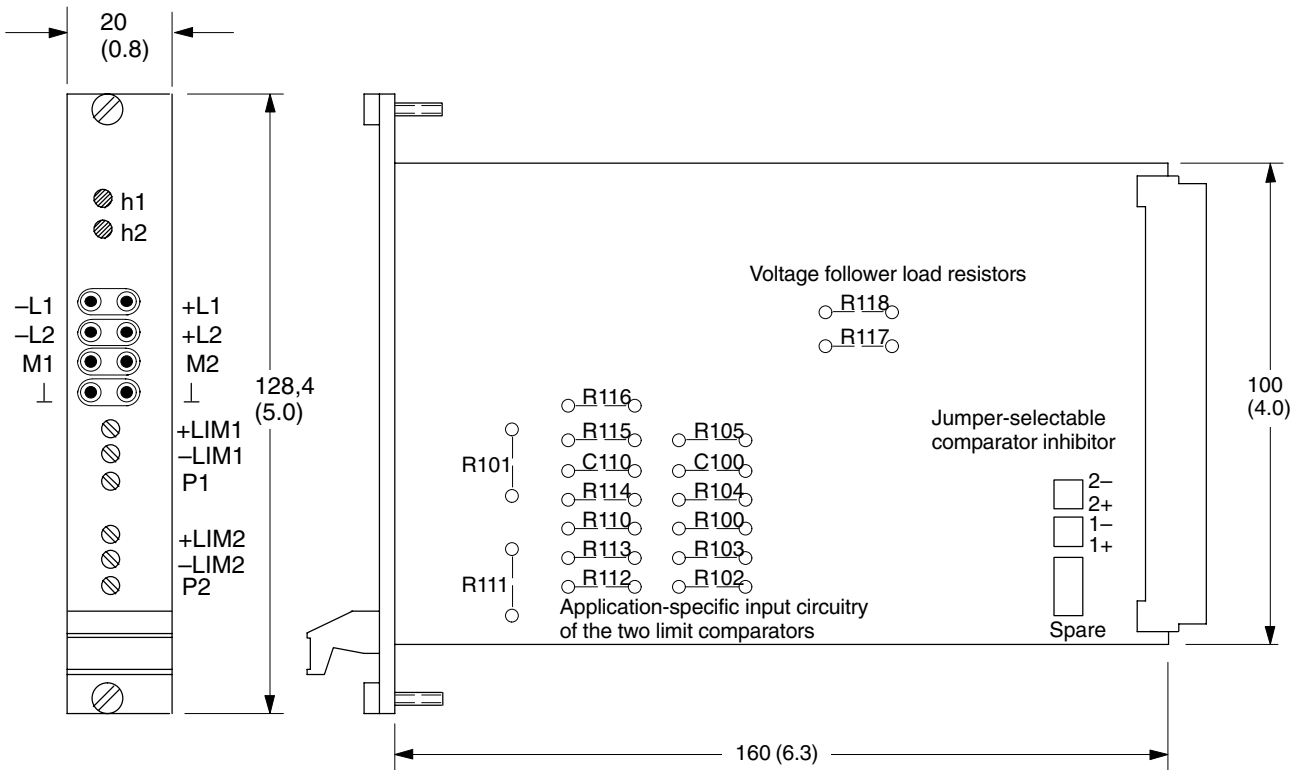 20
(0.8)
h1
h2
–L1 +L1
–L2 +L2
M1 M2
⊥ ⊥
+LIM1
–LIM1
P1
+LIM2
–LIM2
P2
128,4
(5.0)
Voltage follower load resistors
R118
R117
R116
R115 R105
R101
C110 C100
R114 R104
R110 R100
R113 R103
R111
R112 R102
Application-specific input circuitry
of the two limit comparators
Jumper-selectable
comparator inhibitor
2–
2+
1–
1+
Spare
100
(4.0)
160 (6.3)